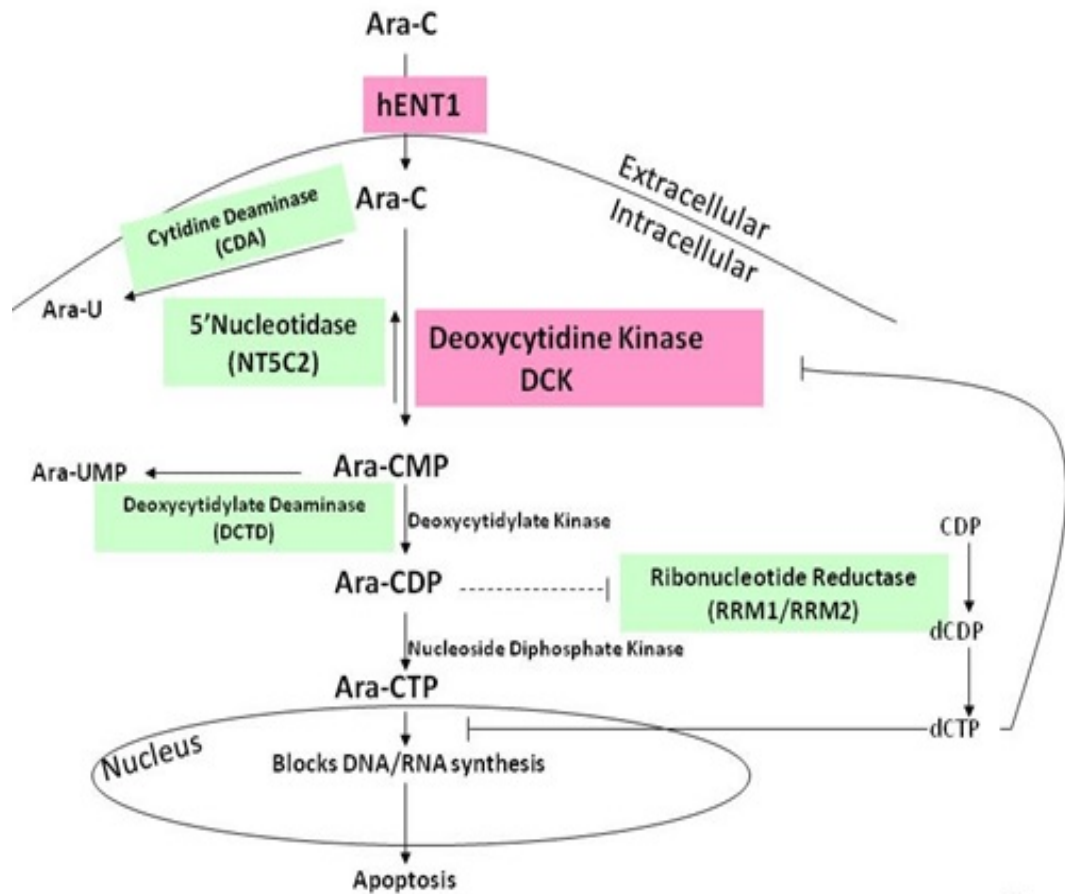 Ara-C
hENT1
Extracellular
Intracellular
Ara-C
Cytidine Deaminase
(CDA)
Ara-U
5'Nucleotidase
(NT5C2)
Deoxycytidine Kinase
DCK
Ara-CMP
Ara-UMP
Deoxycytidylate Deaminase
(DCTD)
Deoxycytidylate Kinase
CDP
Ara-CDP
Ribonucleotide Reductase
(RRM1/RRM2)
dCDP
Nucleoside Diphosphate Kinase
Ara-CTP
dCTP
Nucleus
Blocks DNA/RNA synthesis
Apoptosis